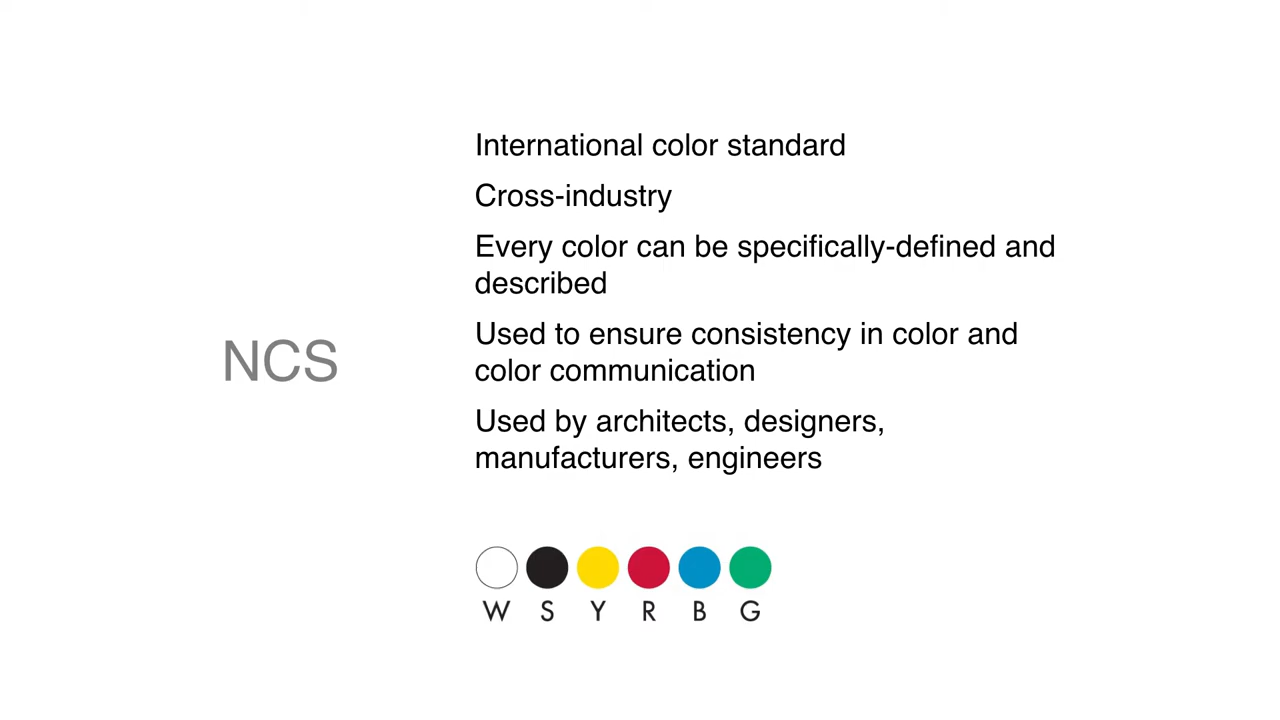 International color standard
Cross-industry
Every color can be specifically-defined and
described
NCS
Used to ensure consistency in color and
color communication
Used by architects, designers,
manufacturers, engineers
W S Y R B G